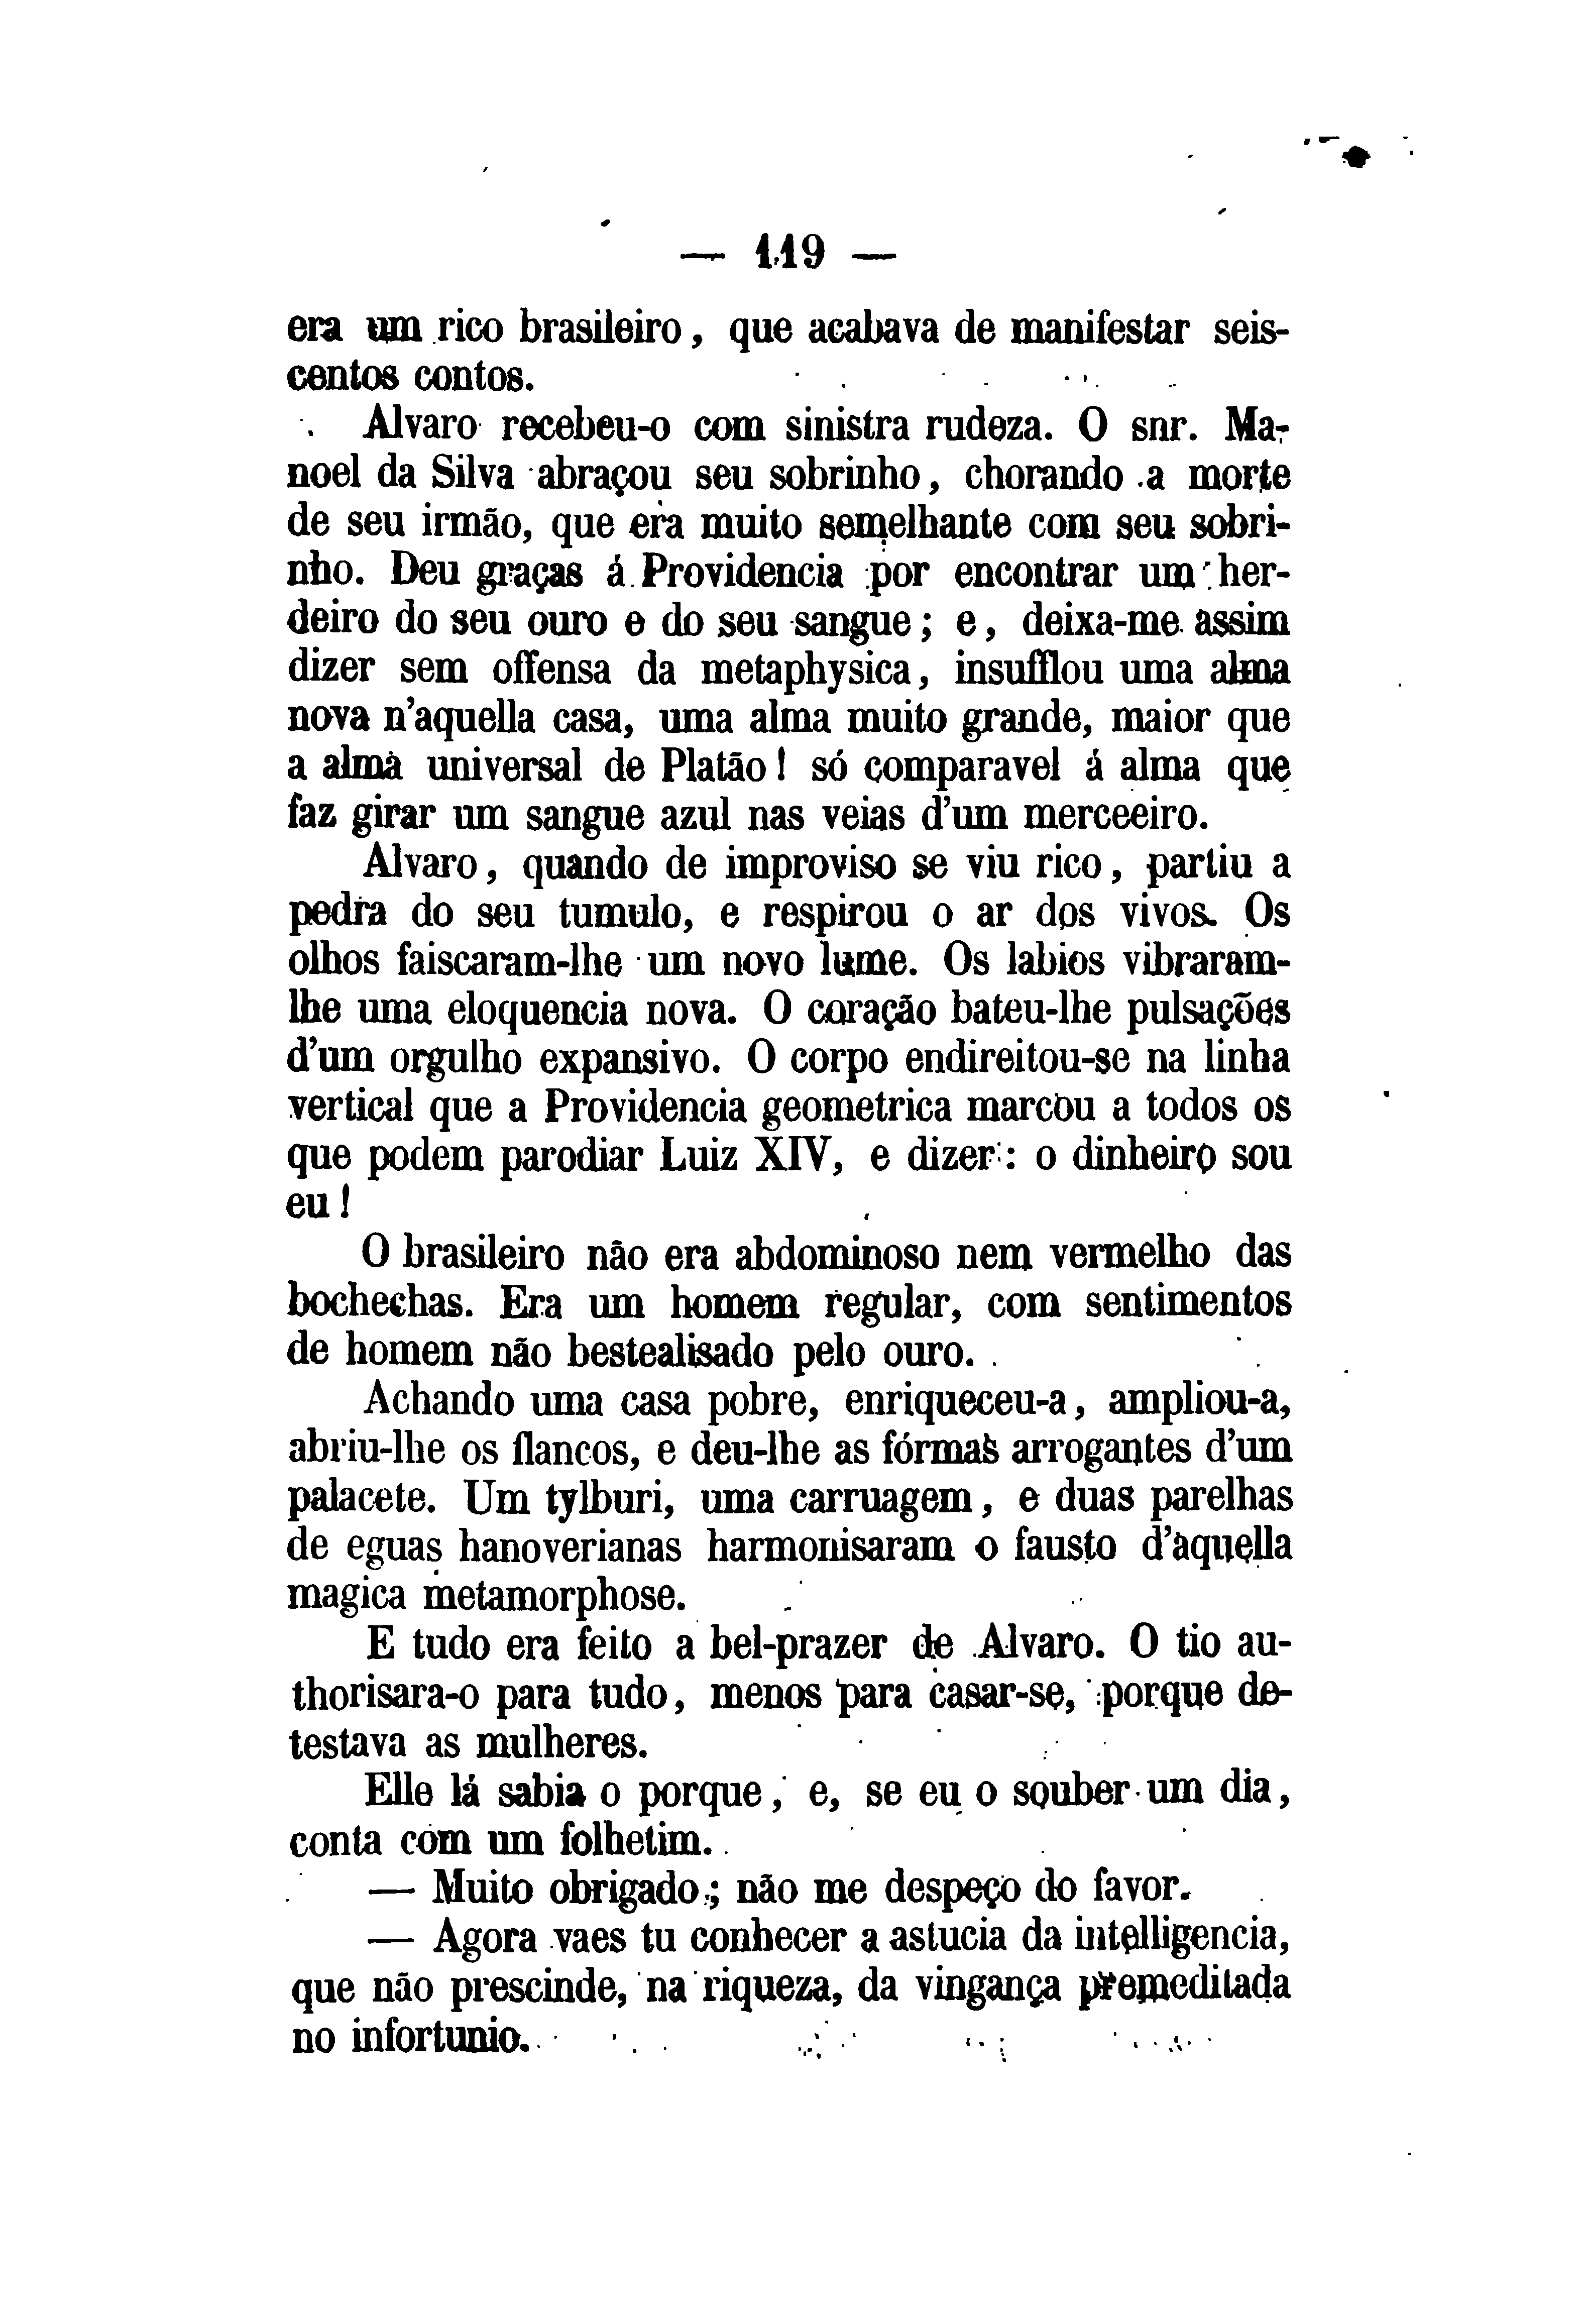 — 119 —
era um rico brasileiro, que acabava de manifestar seis-
centos contos.
Alvaro recebeu-o com sinistra rudeza. O snr. Ma-
noel da Silva abraçou seu sobrinho, chorando a morte
de seu irmão, que era muito semelhante com seu sobri-
nho. Deu graças á Providencia por encontrar um her-
deiro do seu ouro e do seu sangue; e, deixa-me assim
dizer sem offensa da metaphysica, insufflou uma alma
nova n'aquella casa, uma alma muito grande, maior que
a alma universal de Platão! só comparavel á alma que
faz girar um sangue azul nas veias d'um merceeiro.
Alvaro, quando de improviso se viu rico, partiu a
pedra do seu tumulo, e respirou o ar dos vivos. Os
olhos faiscaram-lhe um novo lume. Os labios vibraram-
lhe uma eloquencia nova. O coração bateu-lhe pulsações
d'um orgulho expansivo. O corpo endireitou-se na linha
vertical que a Providencia geometrica marcou a todos os
que podem parodiar Luiz XIV, e dizer: o dinheiro sou
eu!
O brasileiro não era abdominoso nem vermelho das
bochechas. Era um homem regular, com sentimentos
de homem não bestealisado pelo ouro.
Achando uma casa pobre, enriqueceu-a, ampliou-a,
abriu-lhe os flancos, e deu-lhe as fórmas arrogantes d'um
palacete. Um tylburi, uma carruagem, e duas parelhas
de eguas hanoverianas harmonisaram o fausto d'aquella
magica metamorphose.
E tudo era feito a bel-prazer de Alvaro. O tio au-
thorisara-o para tudo, menos para casar-se, porque de-
testava as mulheres.
Elle lá sabia o porque, e, se eu o souber um dia,
conta com um folhetim.
— Muito obrigado; não me despeço do favor.
— Agora vaes tu conhecer a astucia da intelligencia,
que não prescinde, na riqueza, da vingança premeditada
no infortunio.